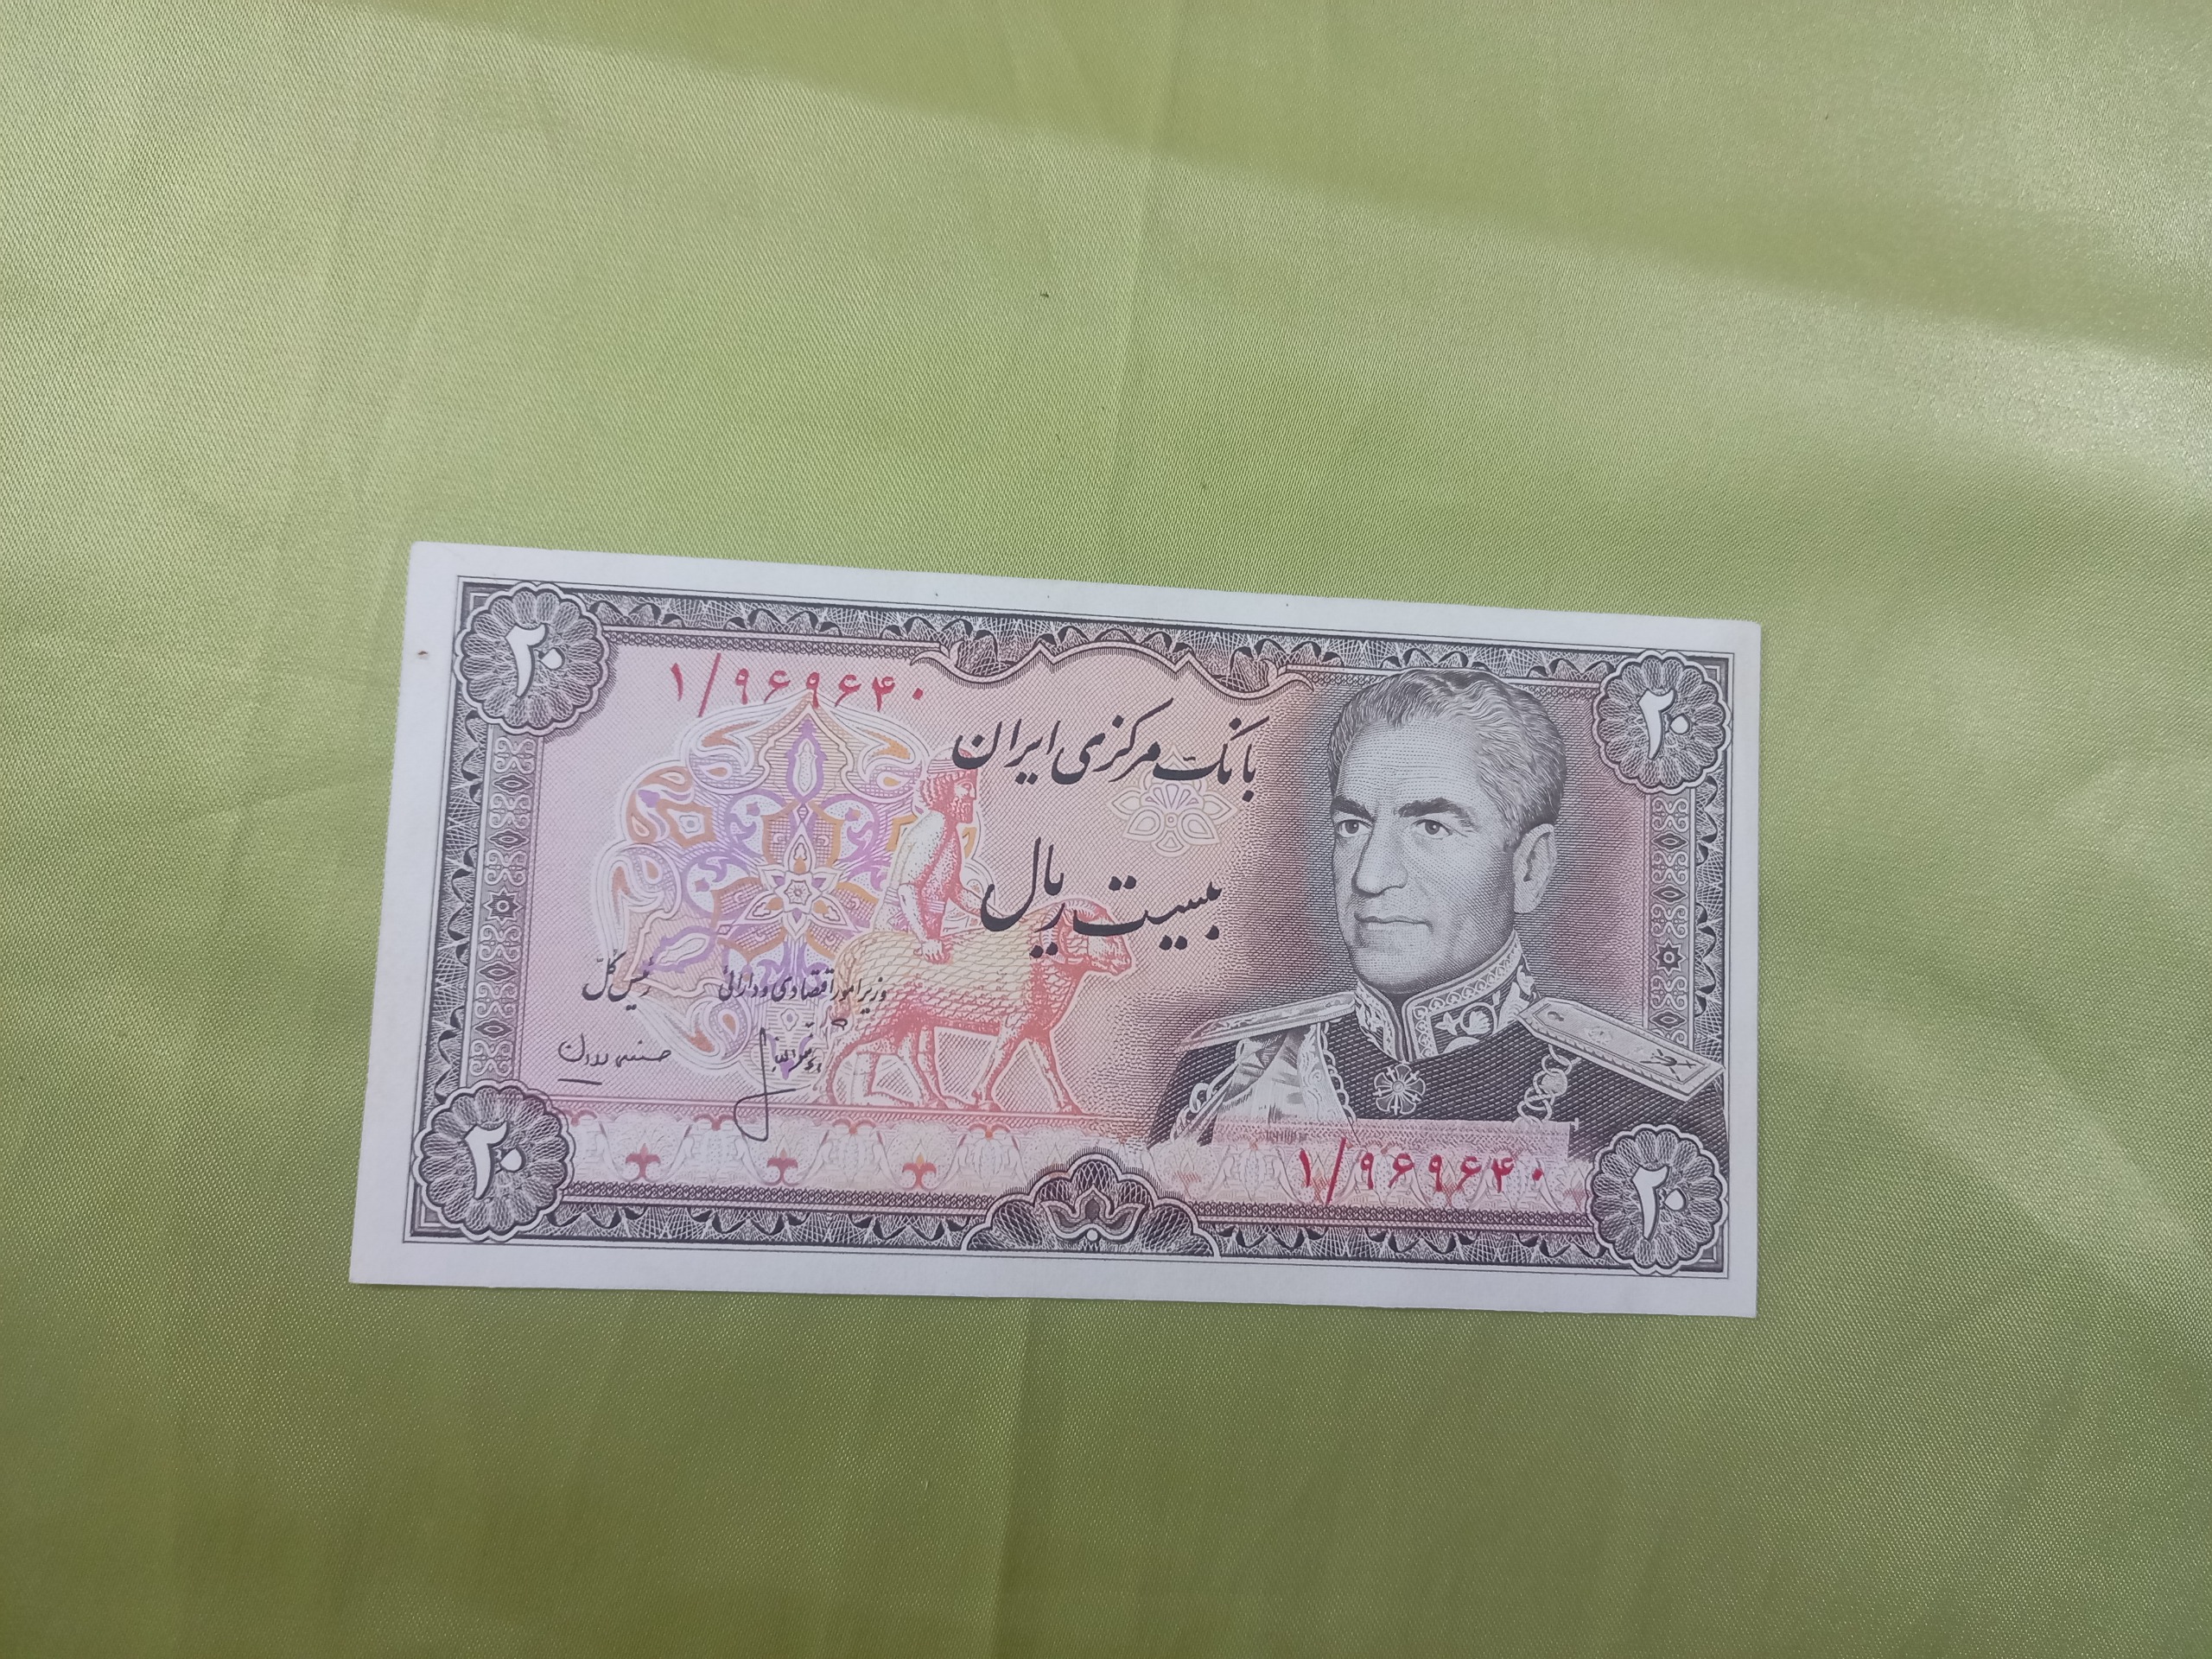 ۲۰
۲۰
۱/۹۶۹۶۴۰
بانک مرکزی ایران
بیست ریال
وزیر امور اقتصادی و دارائی
رئیس کل
۱/۹۶۹۶۴۰
۲۰
۲۰